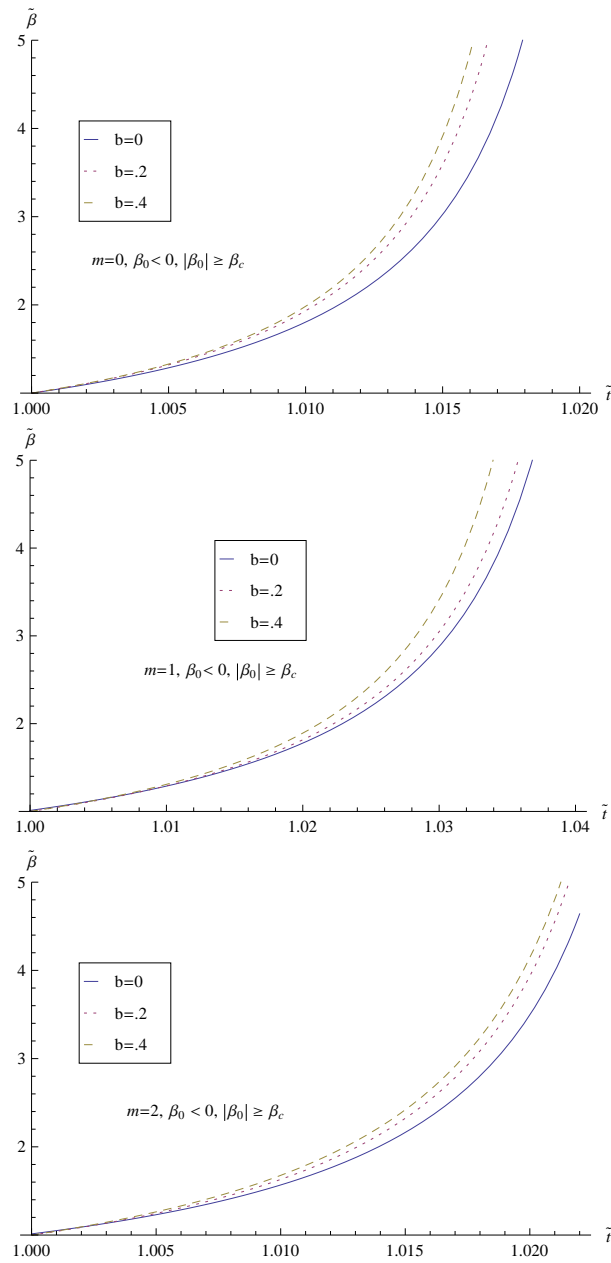 β̃
5
4
3
2
b=0
b=.2
b=.4
m=0, β₀< 0, |β₀| ≥ β_c
1.000 1.005 1.010 1.015 1.020 t̃
β̃
5
4
3
2
b=0
b=.2
b=.4
m=1, β₀< 0, |β₀| ≥ β_c
1.00 1.01 1.02 1.03 1.04 t̃
β̃
5
4
3
2
b=0
b=.2
b=.4
m=2, β₀ < 0, |β₀| ≥ β_c
1.000 1.005 1.010 1.015 1.020 t̃